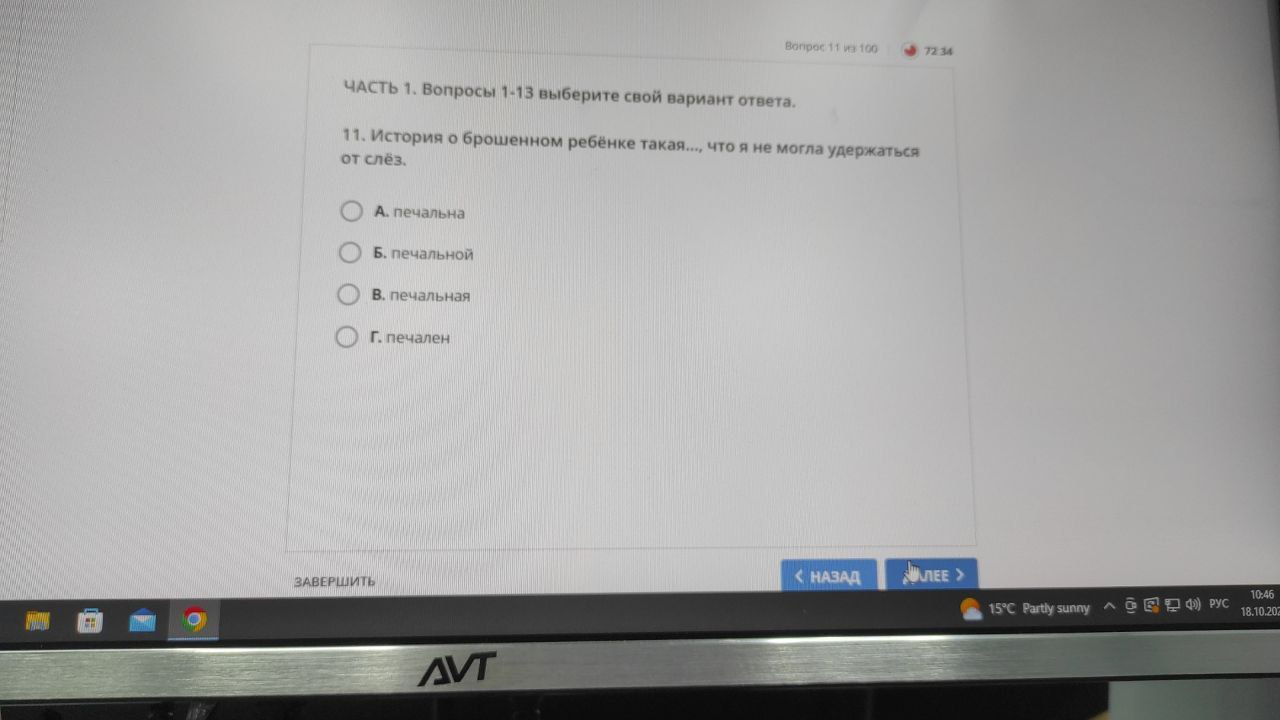 Вопрос 11 из 100
72:34
ЧАСТЬ 1. Вопросы 1-13 выберите свой вариант ответа.
11. История о брошенном ребёнке такая..., что я не могла удержаться
от слёз.
А. печальна
Б. печальной
В. печальная
Г. печален
ЗАВЕРШИТЬ
НАЗАД
ЛЕЕ
15°C Partly sunny
РУС
10:46
18.10.202
AVT